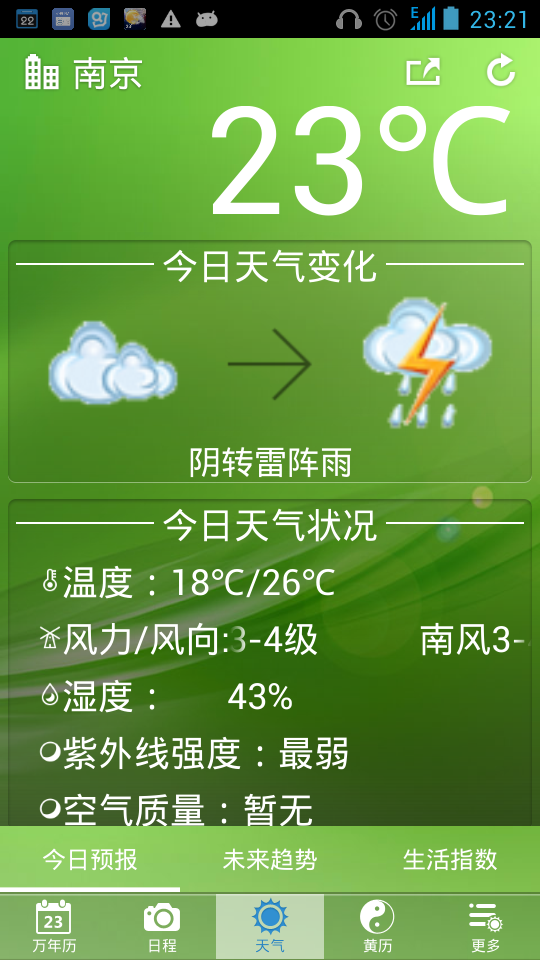 22
E 23:21
南京
23℃
今日天气变化
阴转雷阵雨
今日天气状况
温度：18℃/26℃
风力/风向:3-4级 南风3-
湿度： 43%
紫外线强度：最弱
空气质量：暂无
今日预报 未来趋势 生活指数
23
万年历 日程 天气 黄历 更多